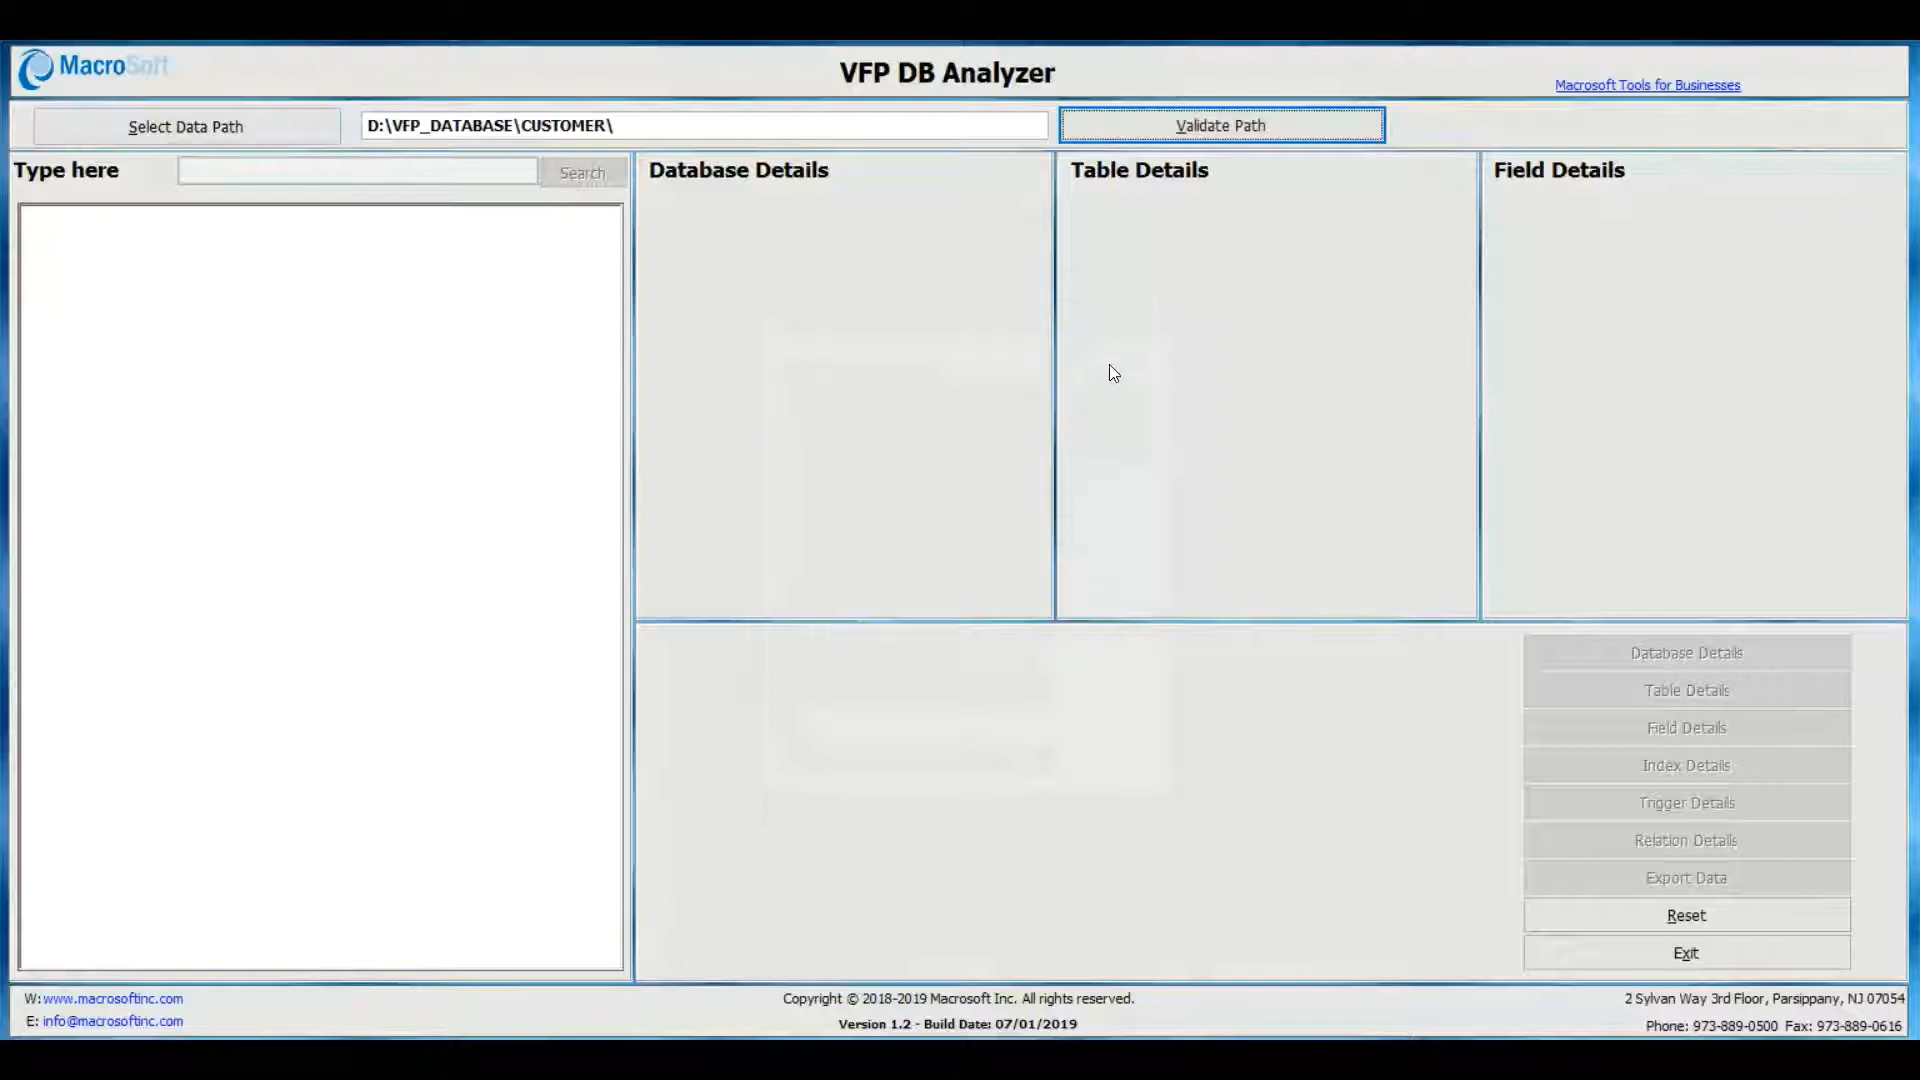 MacroSoft
VFP DB Analyzer
Macrosoft Tools for Businesses
Select Data Path
D:\VFP_DATABASE\CUSTOMER\
Validate Path
Type here
Search
Database Details
Table Details
Field Details
Database Details
Table Details
Field Details
Index Details
Trigger Details
Relation Details
Export Data
Reset
Exit
W: www.macrosoftinc.com
Copyright © 2018-2019 Macrosoft Inc. All rights reserved.
2 Sylvan Way 3rd Floor, Parsippany, NJ 07054
E: info@macrosoftinc.com
Version 1.2 - Build Date: 07/01/2019
Phone: 973-889-0500 Fax: 973-889-0616